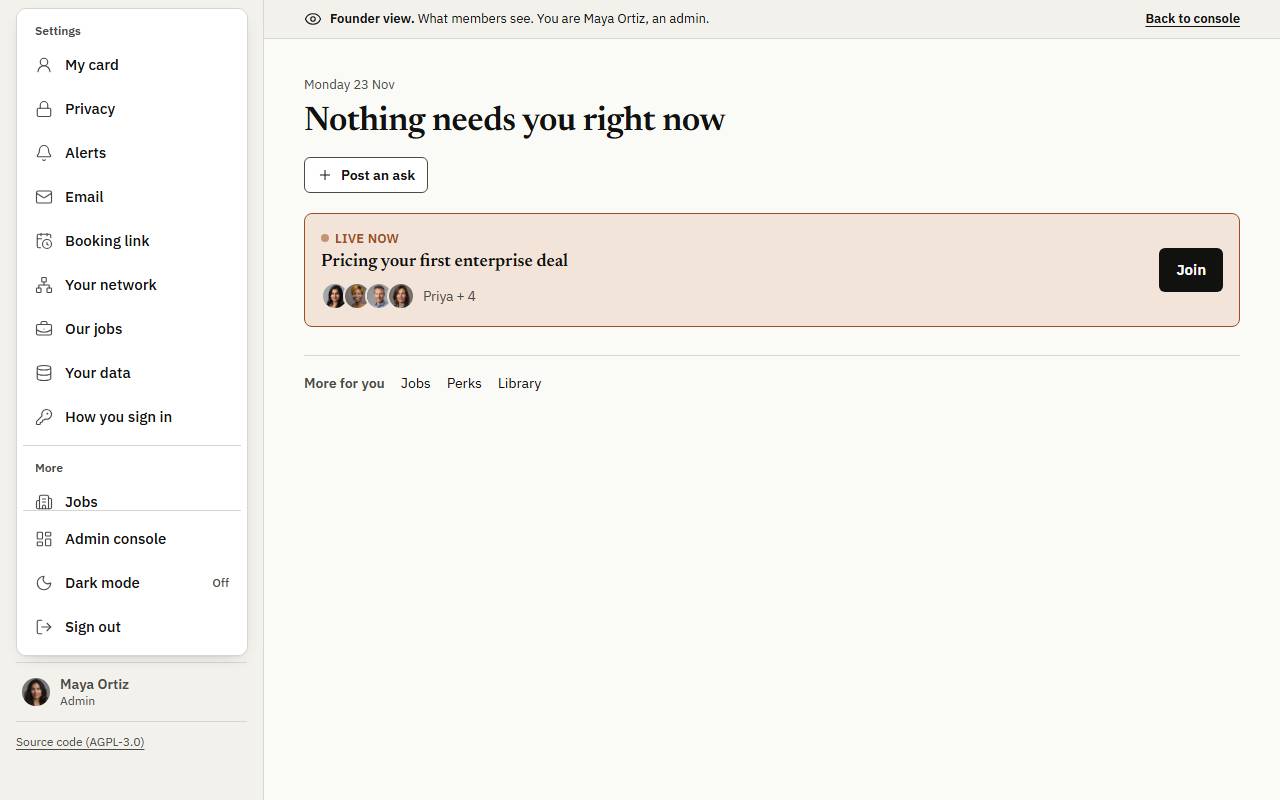 Settings
My card
Privacy
Alerts
Email
Booking link
Your network
Our jobs
Your data
How you sign in
More
Jobs
Admin console
Dark mode Off
Sign out
Maya Ortiz
Admin
Source code (AGPL-3.0)
Founder view. What members see. You are Maya Ortiz, an admin.
Back to console
Monday 23 Nov
Nothing needs you right now
Post an ask
LIVE NOW
Pricing your first enterprise deal
Priya + 4
Join
More for you Jobs Perks Library